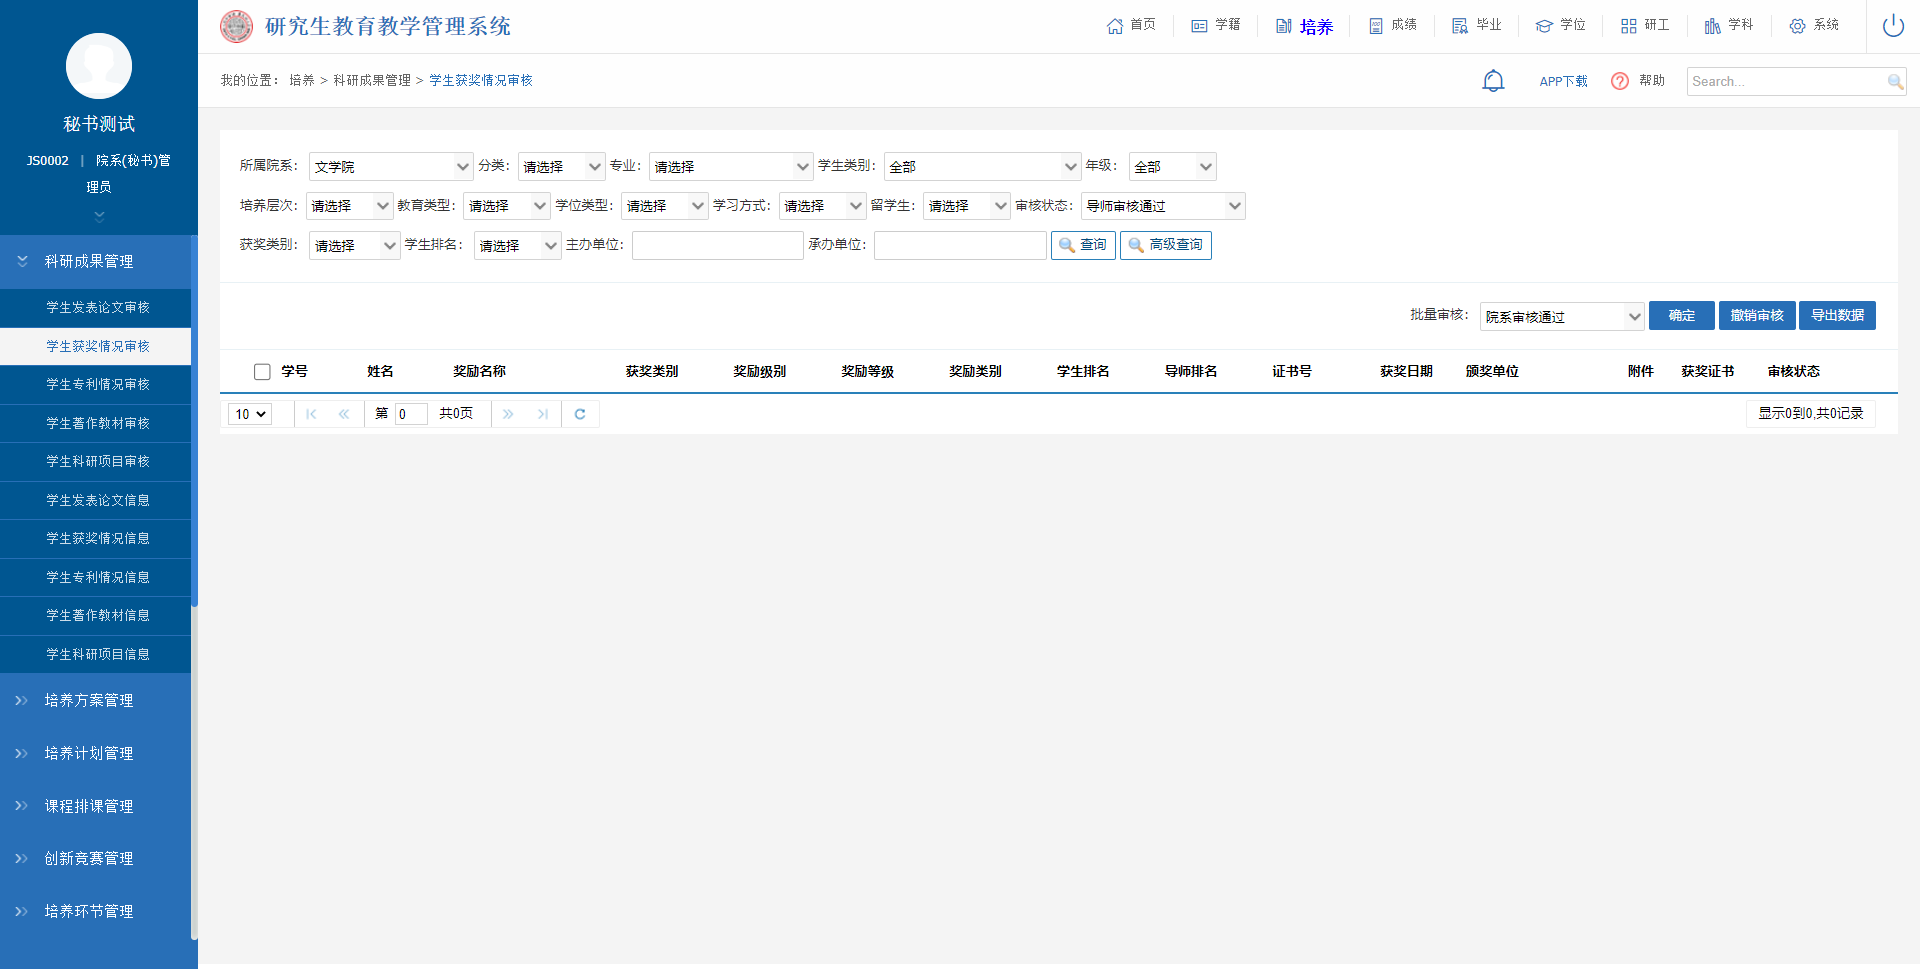 研究生教育教学管理系统
首页 学籍 培养 成绩 毕业 学位 研工 学科 系统
我的位置： 培养 > 科研成果管理 > 学生获奖情况审核
APP下载 帮助 Search...
秘书测试
JS0002 | 院系(秘书)管
理员
科研成果管理
学生发表论文审核
学生获奖情况审核
学生专利情况审核
学生著作教材审核
学生科研项目审核
学生发表论文信息
学生获奖情况信息
学生专利情况信息
学生著作教材信息
学生科研项目信息
培养方案管理
培养计划管理
课程排课管理
创新竞赛管理
培养环节管理
所属院系： 文学院 分类： 请选择 专业： 请选择 学生类别： 全部 年级： 全部
培养层次： 请选择 教育类型： 请选择 学位类型： 请选择 学习方式： 请选择 留学生： 请选择 审核状态： 导师审核通过
获奖类别： 请选择 学生排名： 请选择 主办单位： 承办单位： 查询 高级查询
批量审核： 院系审核通过 确定 撤销审核 导出数据
学号 姓名 奖励名称 获奖类别 奖励级别 奖励等级 奖励类别 学生排名 导师排名 证书号 获奖日期 颁奖单位 附件 获奖证书 审核状态
10 第 0 共0页 显示0到0,共0记录